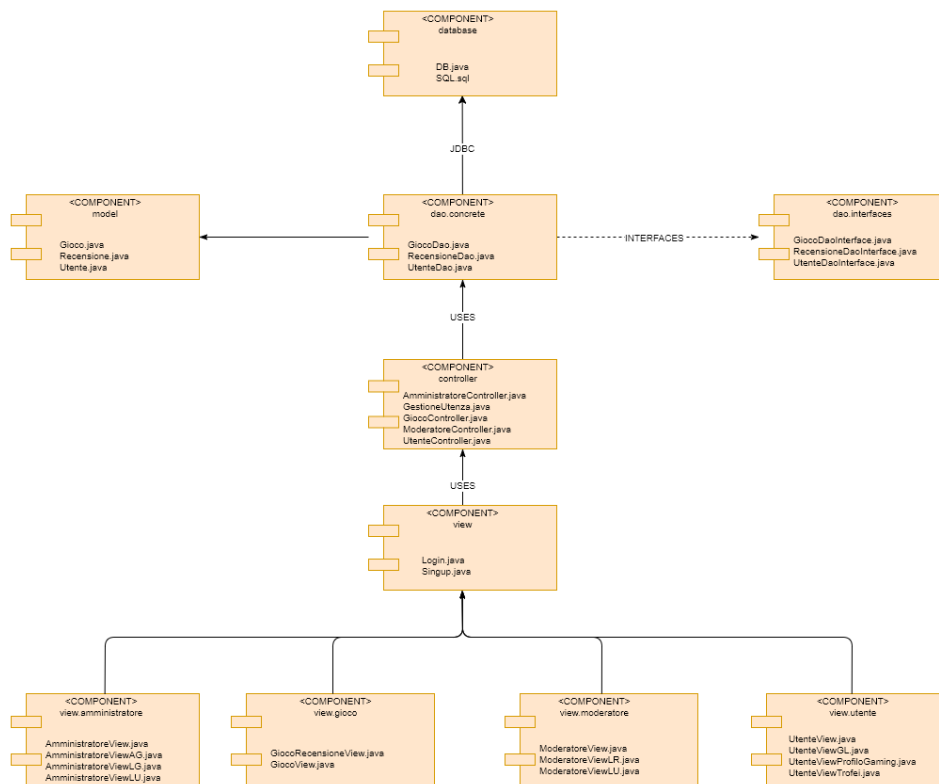 <COMPONENT>
database
DB.java
SQL.sql
JDBC
<COMPONENT>
model
Gioco.java
Recensione.java
Utente.java
<COMPONENT>
dao.concrete
GiocoDao.java
RecensioneDao.java
UtenteDao.java
INTERFACES
<COMPONENT>
dao.interfaces
GiocoDaoInterface.java
RecensioneDaoInterface.java
UtenteDaoInterface.java
USES
<COMPONENT>
controller
AmministratoreController.java
GestioneUtenza.java
GiocoController.java
ModeratoreController.java
UtenteController.java
USES
<COMPONENT>
view
Login.java
Singup.java
<COMPONENT>
view.amministratore
AmministratoreView.java
AmministratoreViewAG.java
AmministratoreViewLG.java
AmministratoreViewLU.java
<COMPONENT>
view.gioco
GiocoRecensioneView.java
GiocoView.java
<COMPONENT>
view.moderatore
ModeratoreView.java
ModeratoreViewLR.java
ModeratoreViewLU.java
<COMPONENT>
view.utente
UtenteView.java
UtenteViewGL.java
UtenteViewProfiloGaming.java
UtenteViewTrofei.java